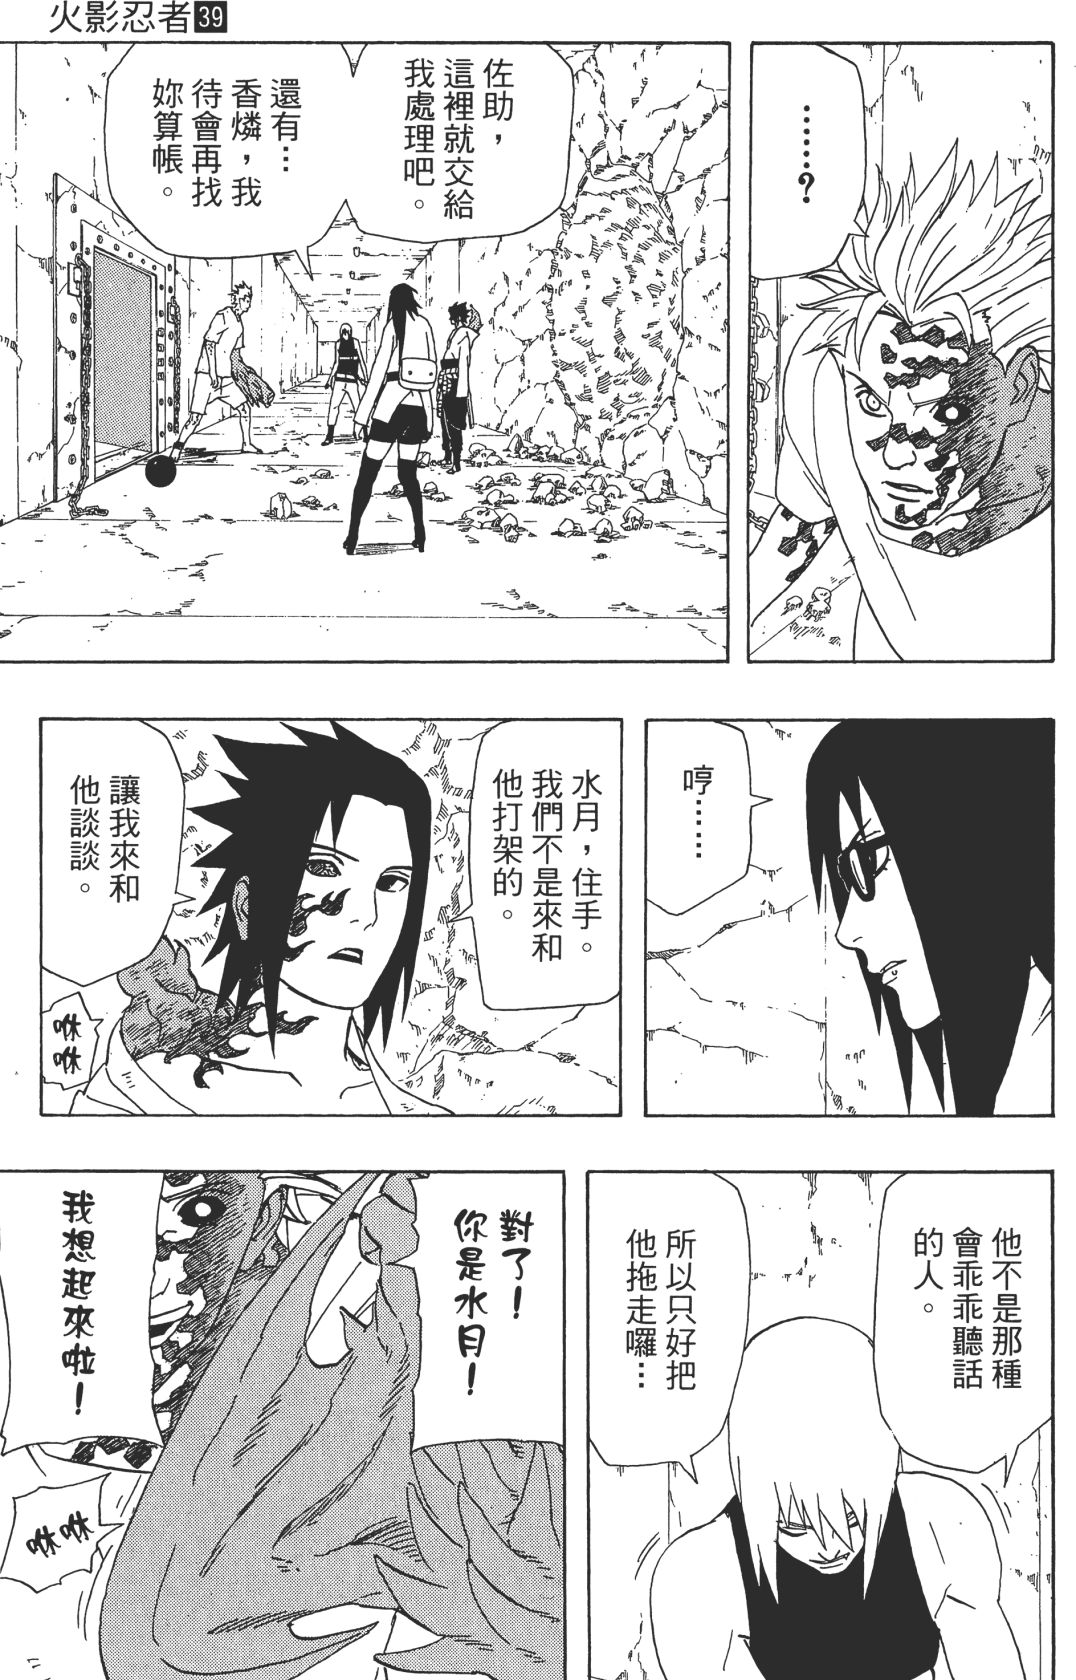 火影忍者39
………?
佐助，
這裡就交給
我處理吧。
還有…
香燐，我
待會再找
妳算帳。
哼……
水月，住手。
我們不是來和
他打架的。
讓我來和
他談談。
咻
咻
他不是那種
會乖乖聽話
的人。
所以只好把
他拖走囉…
對了！
你是水月！
我想起來啦！
咻咻